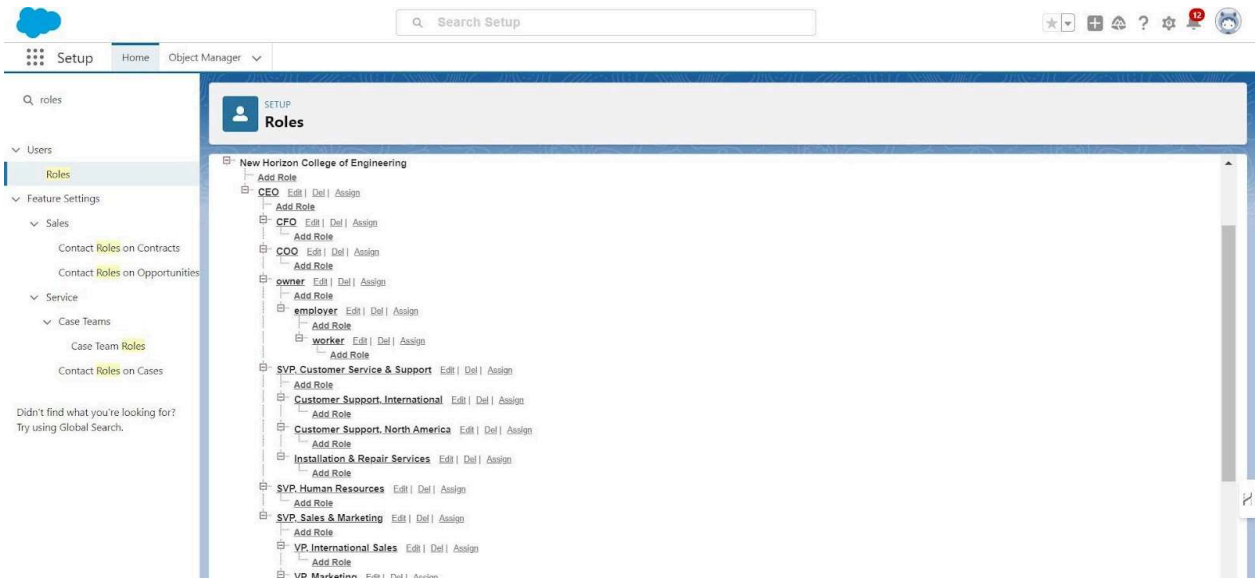 Search Setup
12
Setup Home Object Manager
roles
SETUP
Roles
Users
Roles
Feature Settings
Sales
Contact Roles on Contracts
Contact Roles on Opportunities
Service
Case Teams
Case Team Roles
Contact Roles on Cases
Didn't find what you're looking for?
Try using Global Search.
New Horizon College of Engineering
Add Role
CEO Edit | Del | Assign
Add Role
CFO Edit | Del | Assign
Add Role
COO Edit | Del | Assign
Add Role
owner Edit | Del | Assign
Add Role
employer Edit | Del | Assign
Add Role
worker Edit | Del | Assign
Add Role
SVP, Customer Service & Support Edit | Del | Assign
Add Role
Customer Support, International Edit | Del | Assign
Add Role
Customer Support, North America Edit | Del | Assign
Add Role
Installation & Repair Services Edit | Del | Assign
Add Role
SVP, Human Resources Edit | Del | Assign
Add Role
SVP, Sales & Marketing Edit | Del | Assign
Add Role
VP, International Sales Edit | Del | Assign
Add Role
VP, Marketing Edit | Del | Assign